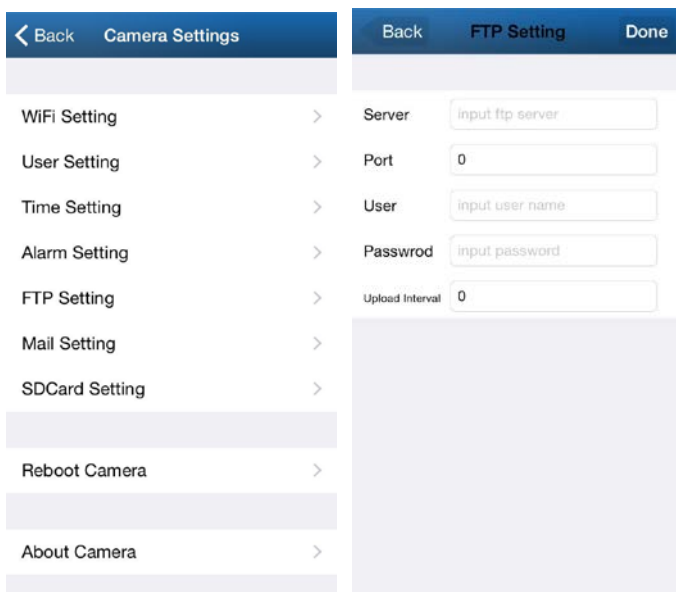 Back Camera Settings
WiFi Setting
User Setting
Time Setting
Alarm Setting
FTP Setting
Mail Setting
SDCard Setting
Reboot Camera
About Camera
Back FTP Setting Done
Server input ftp server
Port 0
User input user name
Passwrod input password
Upload Interval 0